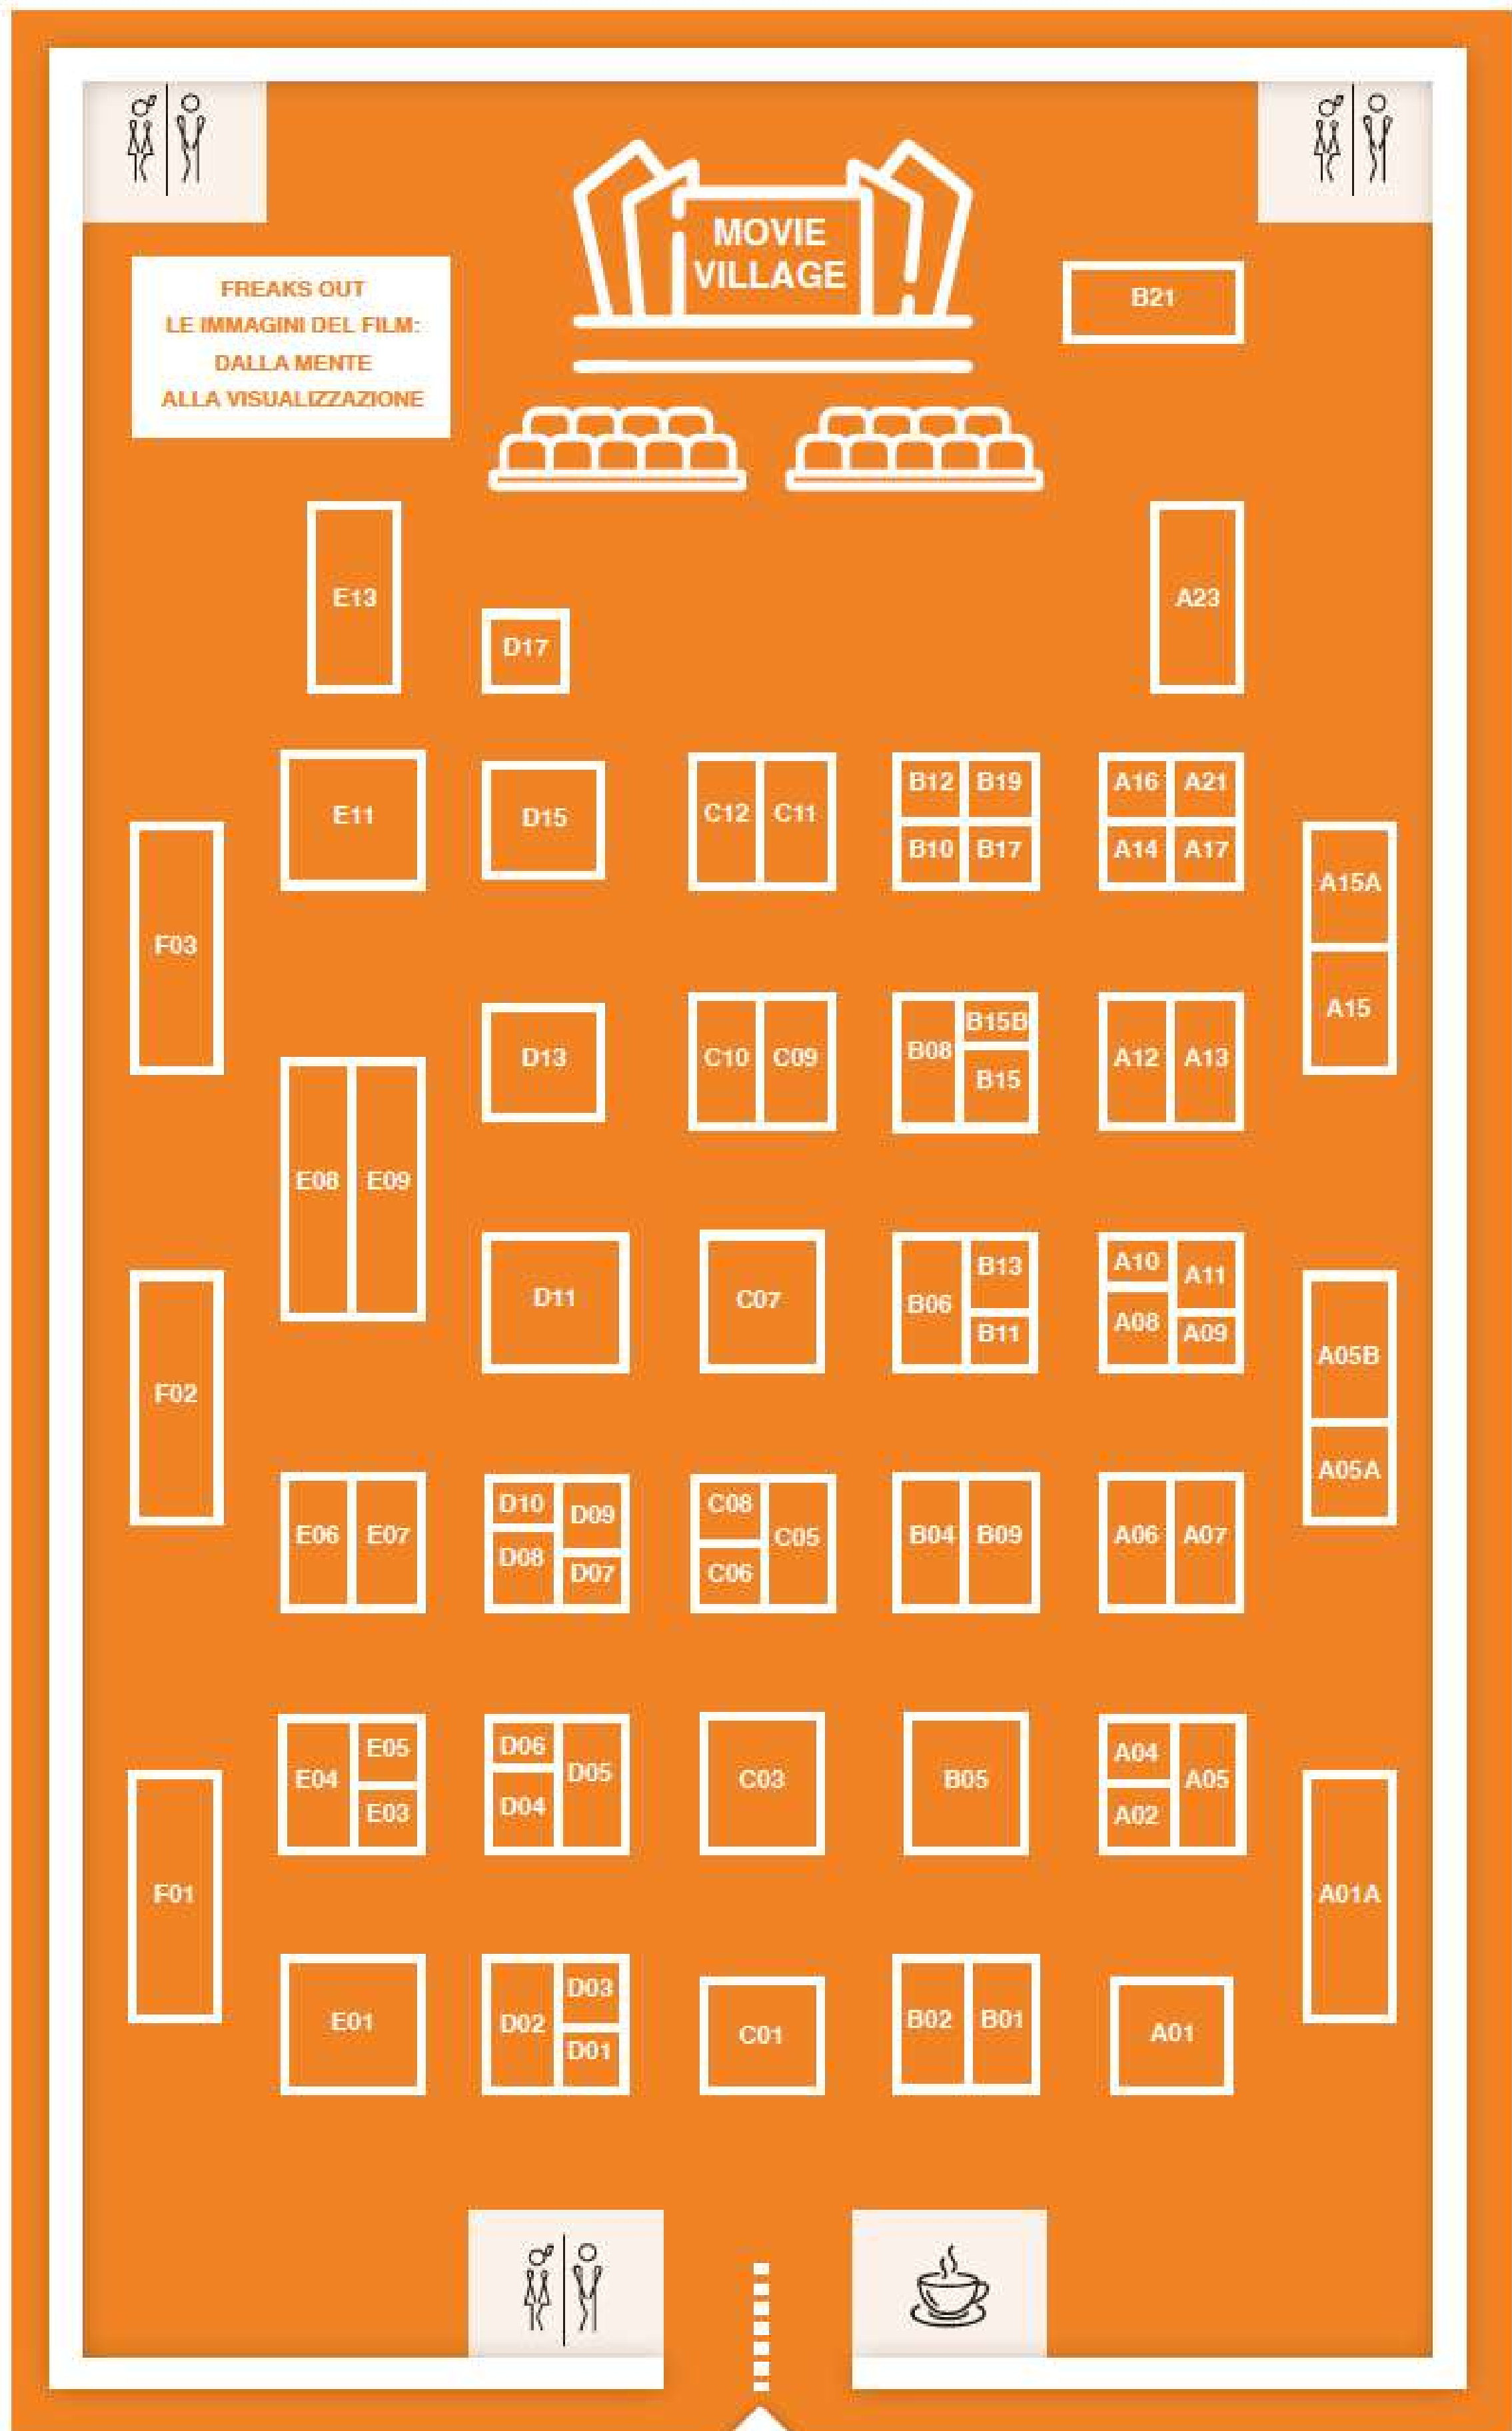 MOVIE
VILLAGE
FREAKS OUT
LE IMMAGINI DEL FILM:
DALLA MENTE
ALLA VISUALIZZAZIONE
B21
E13
D17
A23
E11
D15
C12 C11
B12 B19
B10 B17
A16 A21
A14 A17
A15A
A15
F03
D13
C10 C09
B08
B15B
B15
A12 A13
E08 E09
D11
C07
B06
B13
B11
A10
A11
A08
A09
A05B
A05A
F02
E06 E07
D10
D09
D08
D07
C08
C05
C06
B04 B09
A06 A07
E04
E05
E03
D06
D05
D04
C03
B05
A04
A05
A02
F01
A01A
E01
D02
D03
D01
C01
B02 B01
A01